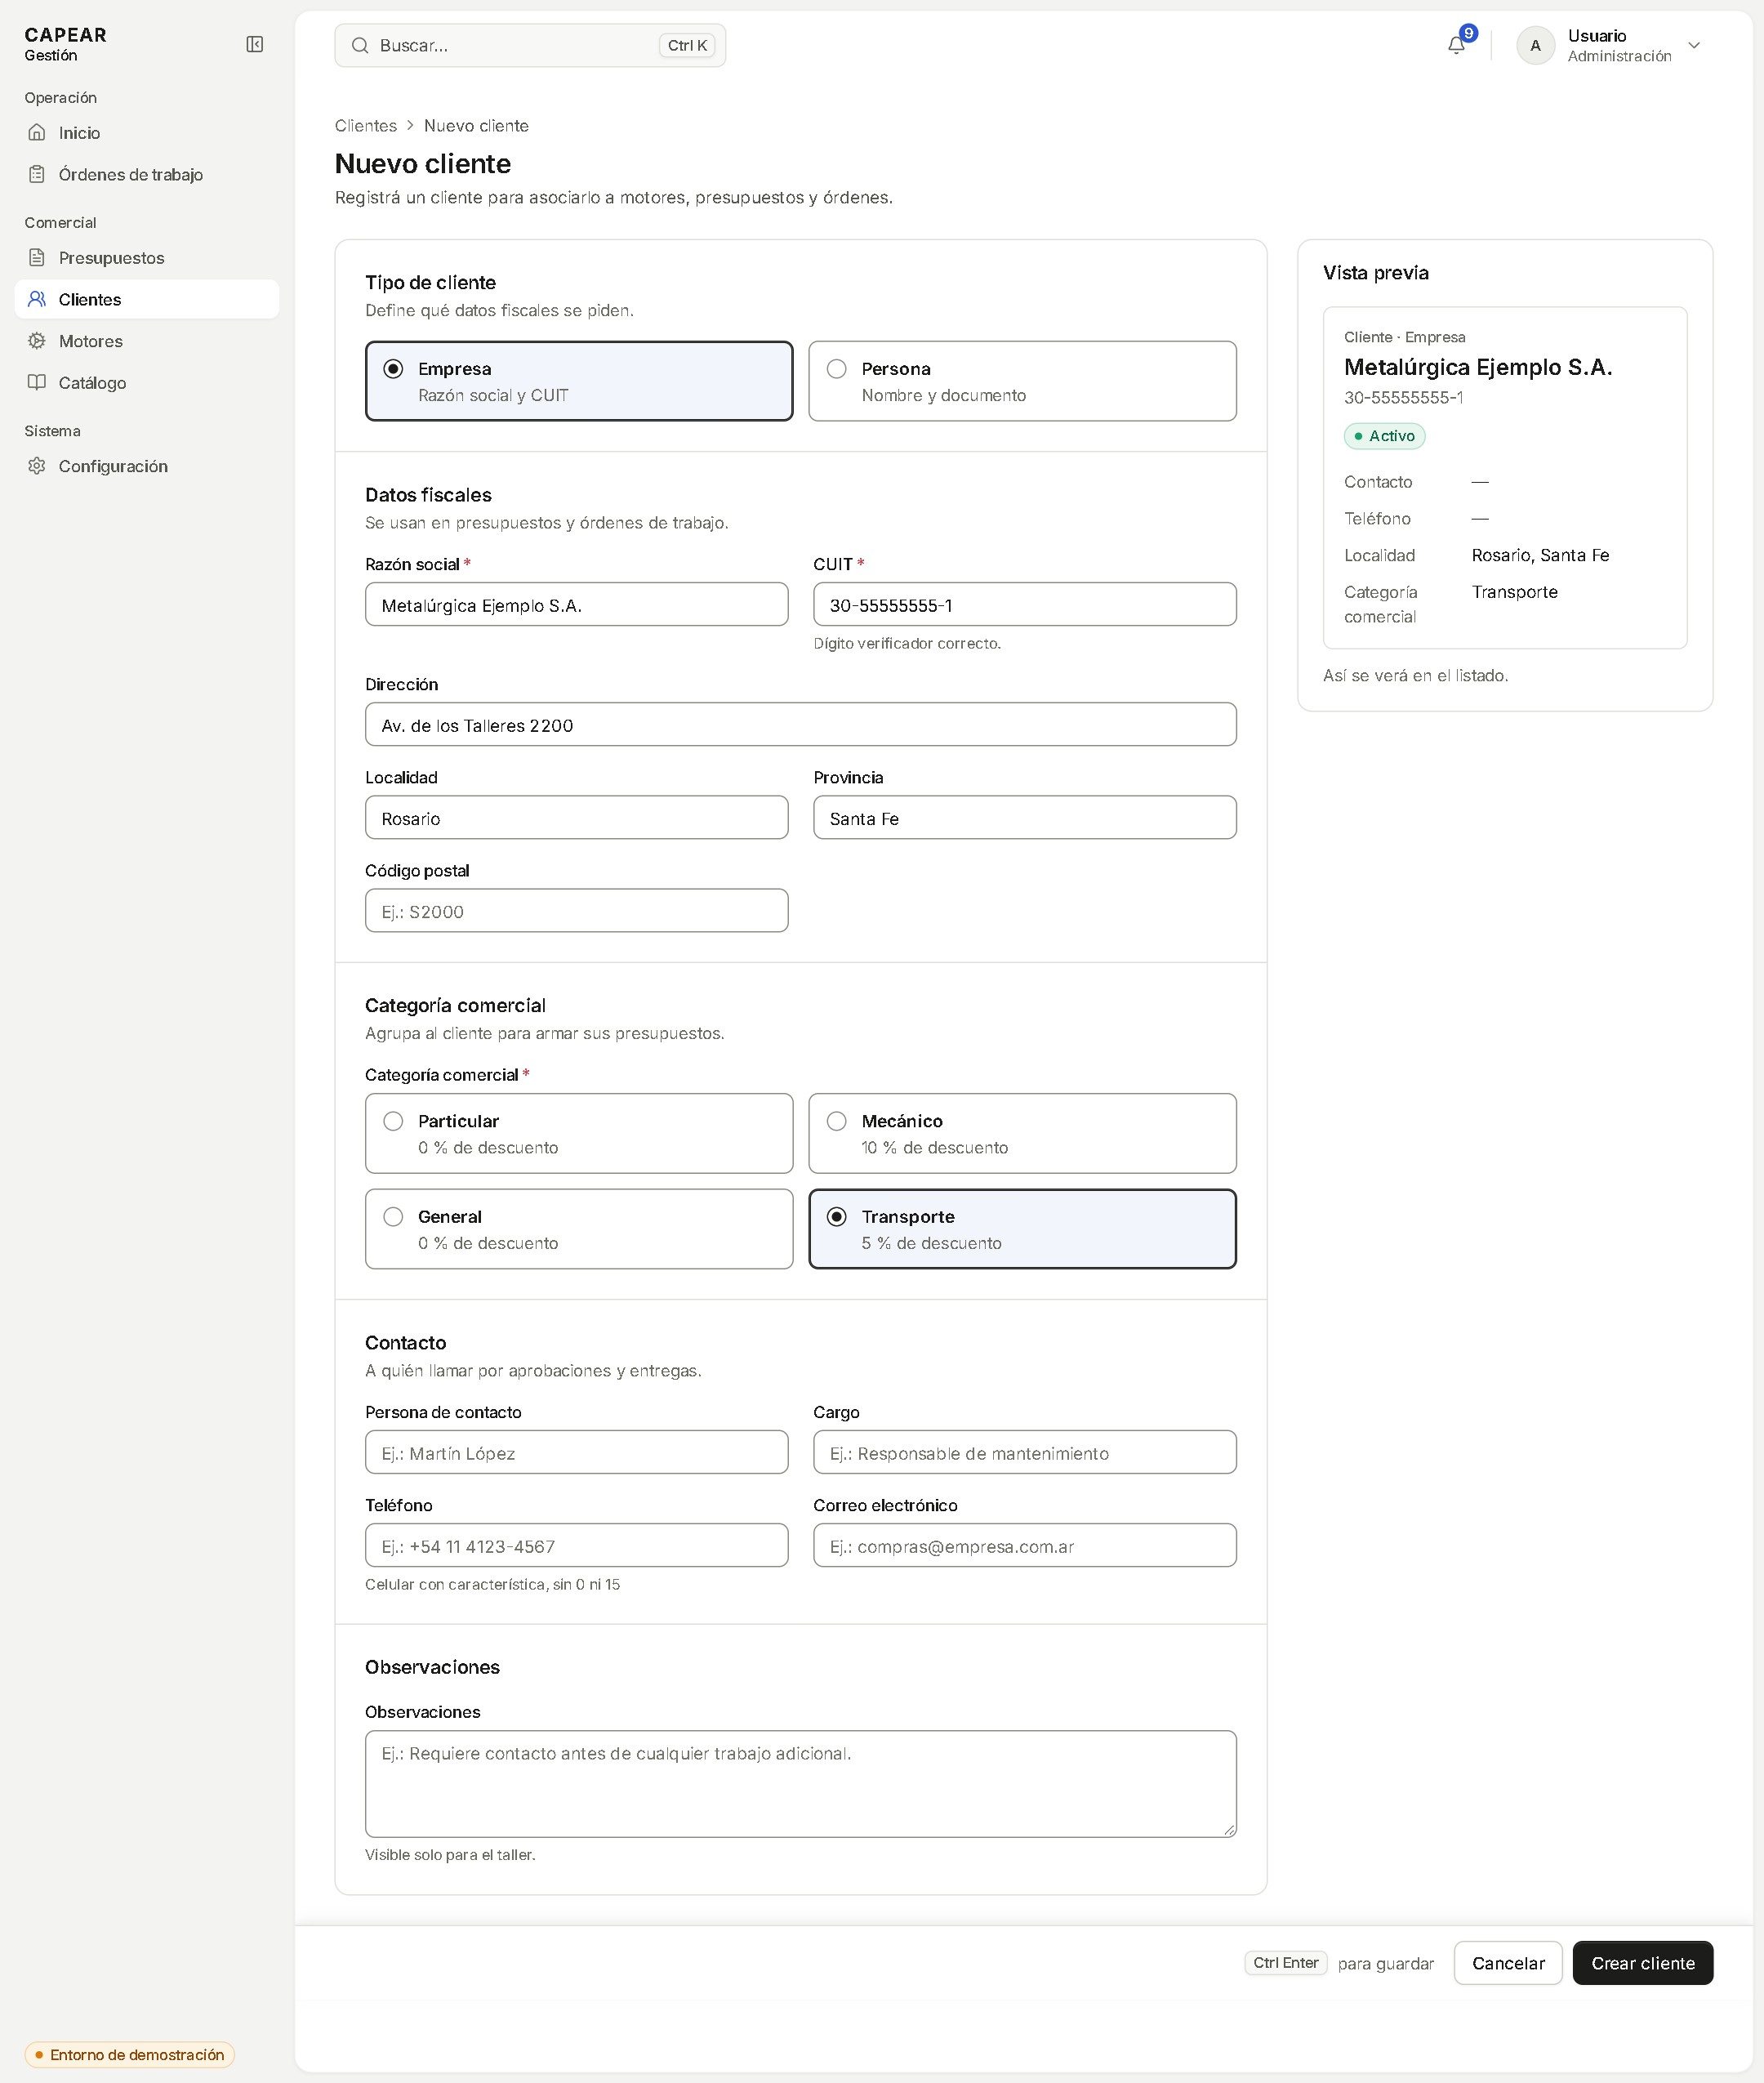 CAPEAR
Gestión
Operación
Inicio
Órdenes de trabajo
Comercial
Presupuestos
Clientes
Motores
Catálogo
Sistema
Configuración
Entorno de demostración
Buscar...
Ctrl K
9
A
Usuario
Administración
Clientes > Nuevo cliente
Nuevo cliente
Registrá un cliente para asociarlo a motores, presupuestos y órdenes.
Tipo de cliente
Define qué datos fiscales se piden.
Empresa
Razón social y CUIT
Persona
Nombre y documento
Datos fiscales
Se usan en presupuestos y órdenes de trabajo.
Razón social *
Metalúrgica Ejemplo S.A.
CUIT *
30-55555555-1
Dígito verificador correcto.
Dirección
Av. de los Talleres 2200
Localidad
Rosario
Provincia
Santa Fe
Código postal
Ej.: S2000
Categoría comercial
Agrupa al cliente para armar sus presupuestos.
Categoría comercial *
Particular
0 % de descuento
Mecánico
10 % de descuento
General
0 % de descuento
Transporte
5 % de descuento
Contacto
A quién llamar por aprobaciones y entregas.
Persona de contacto
Ej.: Martín López
Cargo
Ej.: Responsable de mantenimiento
Teléfono
Ej.: +54 11 4123-4567
Celular con característica, sin 0 ni 15
Correo electrónico
Ej.: compras@empresa.com.ar
Observaciones
Observaciones
Ej.: Requiere contacto antes de cualquier trabajo adicional.
Visible solo para el taller.
Vista previa
Cliente · Empresa
Metalúrgica Ejemplo S.A.
30-55555555-1
Activo
Contacto —
Teléfono —
Localidad Rosario, Santa Fe
Categoría comercial Transporte
Así se verá en el listado.
Ctrl Enter para guardar
Cancelar
Crear cliente